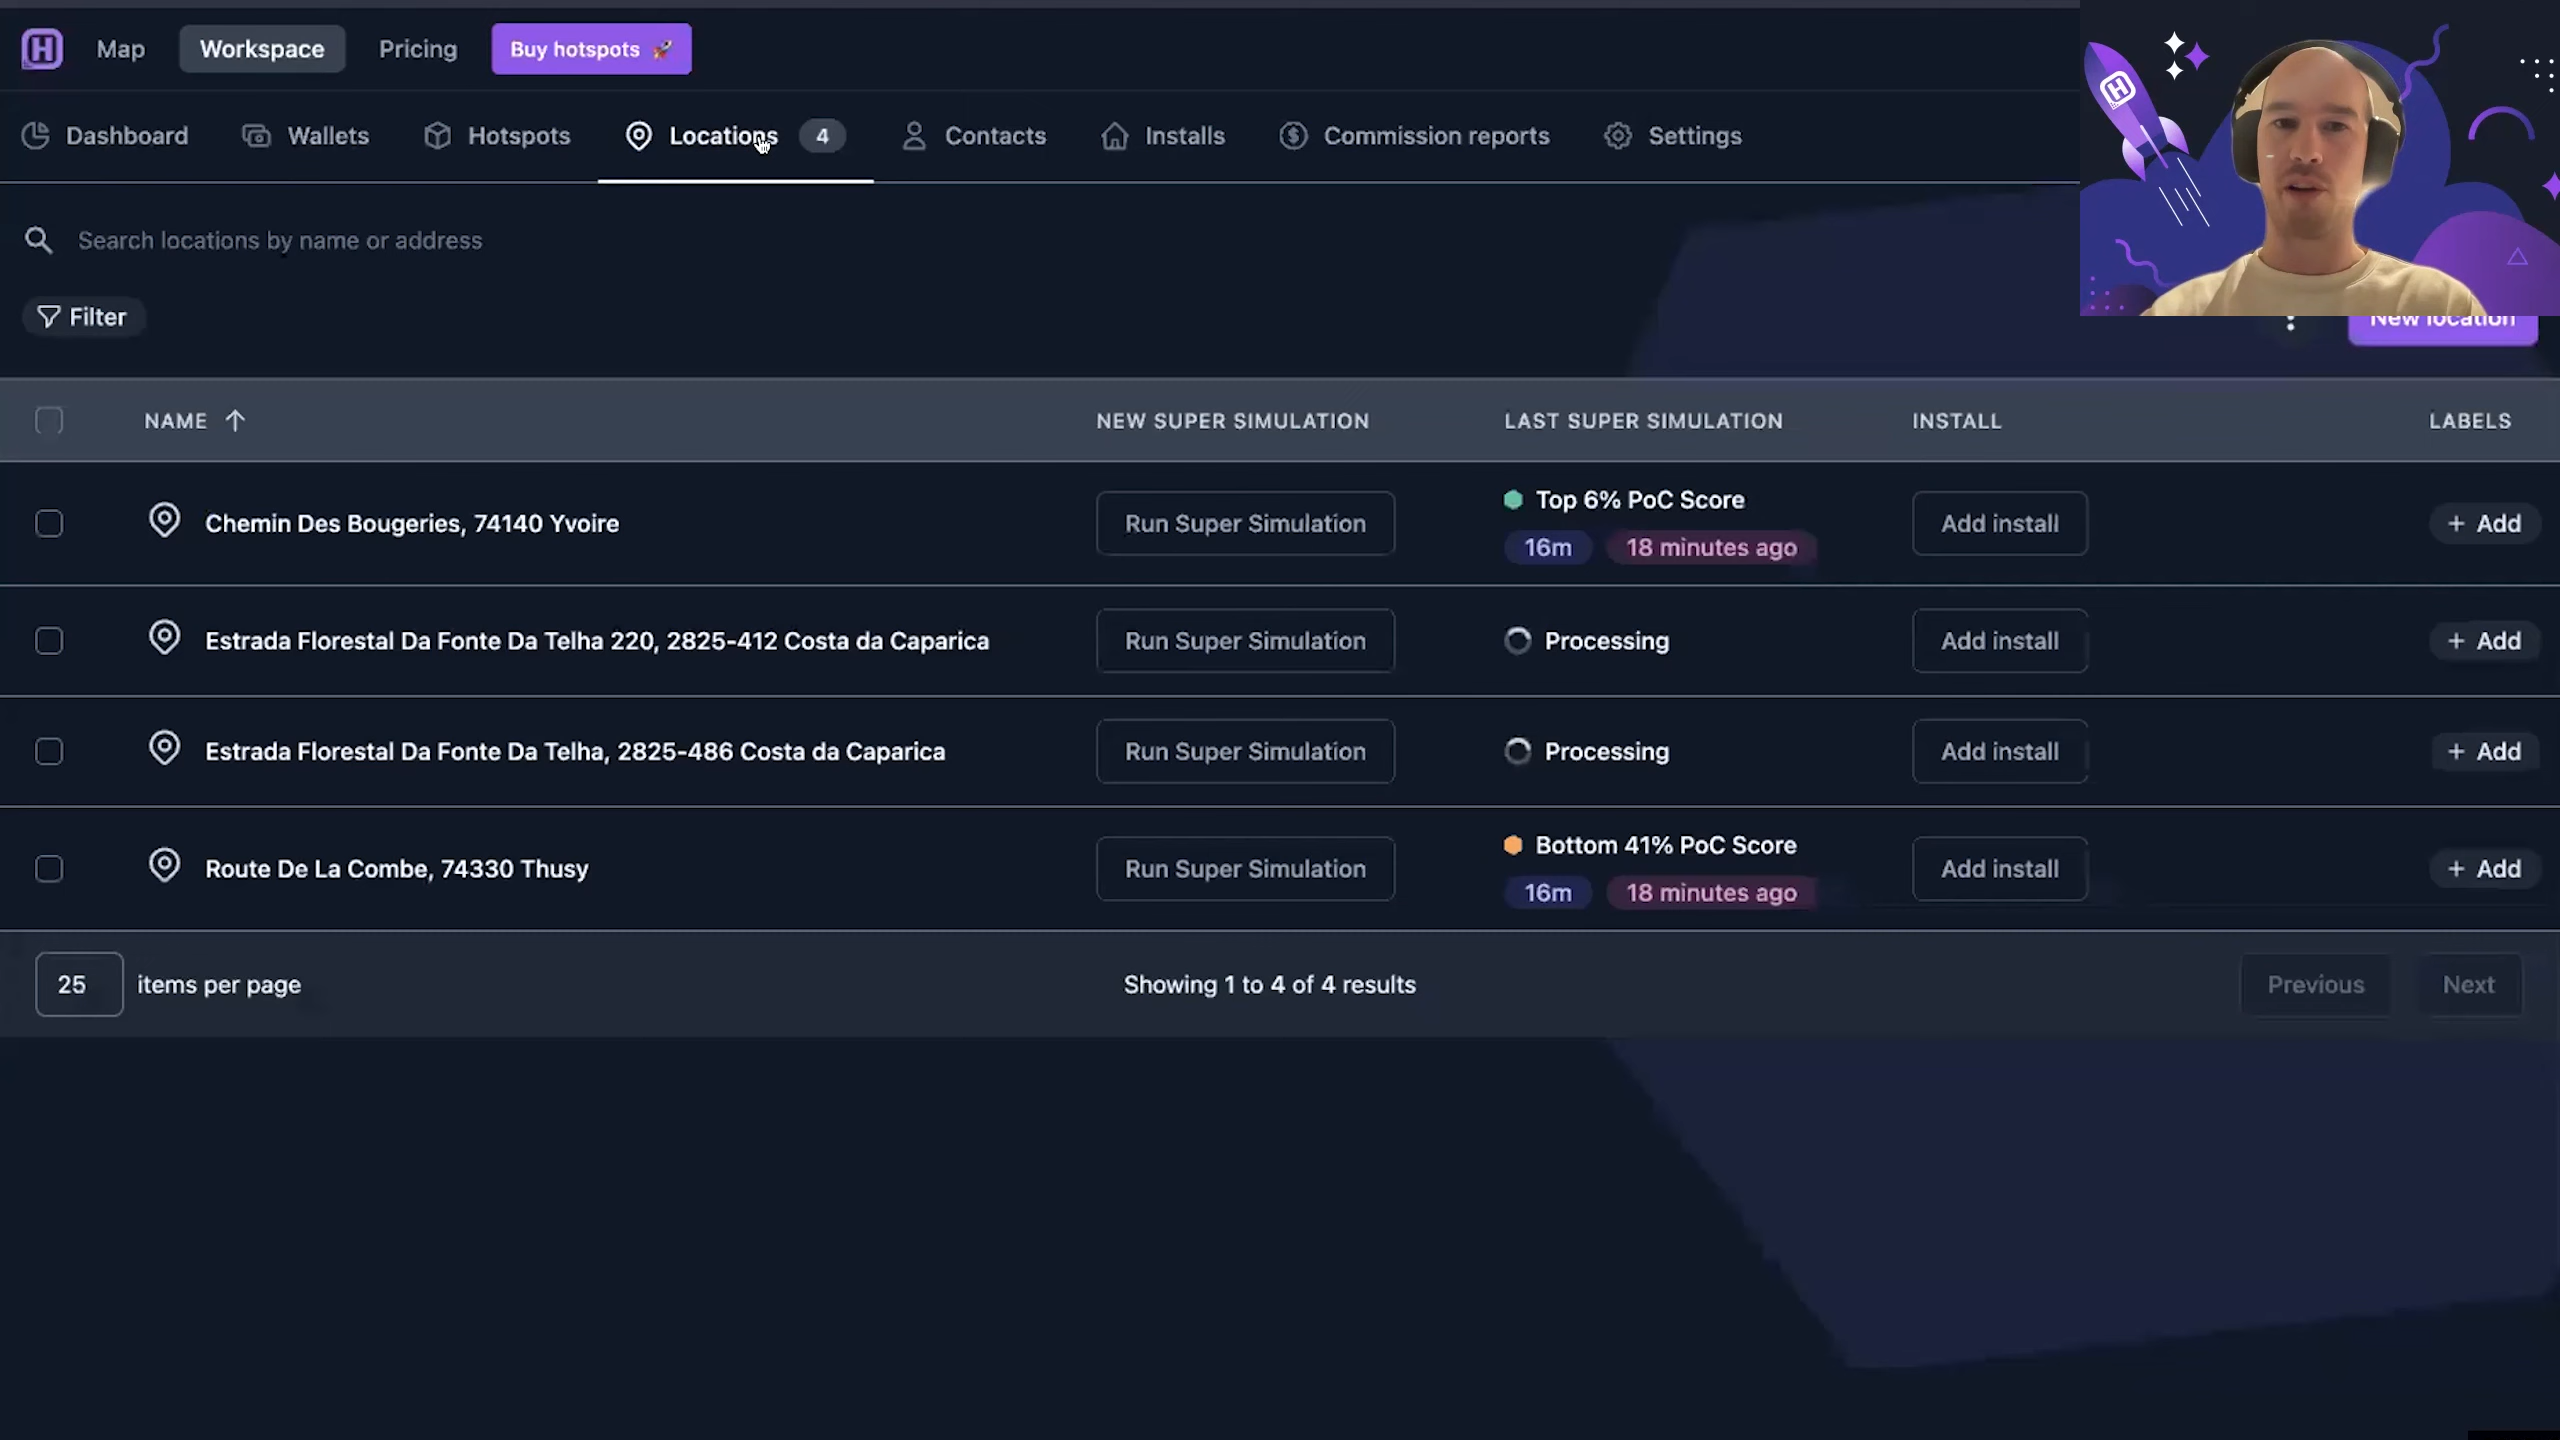 Map
Workspace
Pricing
Buy hotspots 🚀
Dashboard
Wallets
Hotspots
Locations
4
Contacts
Installs
Commission reports
Settings
Search locations by name or address
Filter
New location
NAME ↑
NEW SUPER SIMULATION
LAST SUPER SIMULATION
INSTALL
LABELS
Chemin Des Bougeries, 74140 Yvoire
Run Super Simulation
Top 6% PoC Score
16m
18 minutes ago
Add install
+ Add
Estrada Florestal Da Fonte Da Telha 220, 2825-412 Costa da Caparica
Run Super Simulation
Processing
Add install
+ Add
Estrada Florestal Da Fonte Da Telha, 2825-486 Costa da Caparica
Run Super Simulation
Processing
Add install
+ Add
Route De La Combe, 74330 Thusy
Run Super Simulation
Bottom 41% PoC Score
16m
18 minutes ago
Add install
+ Add
25
items per page
Showing 1 to 4 of 4 results
Previous
Next